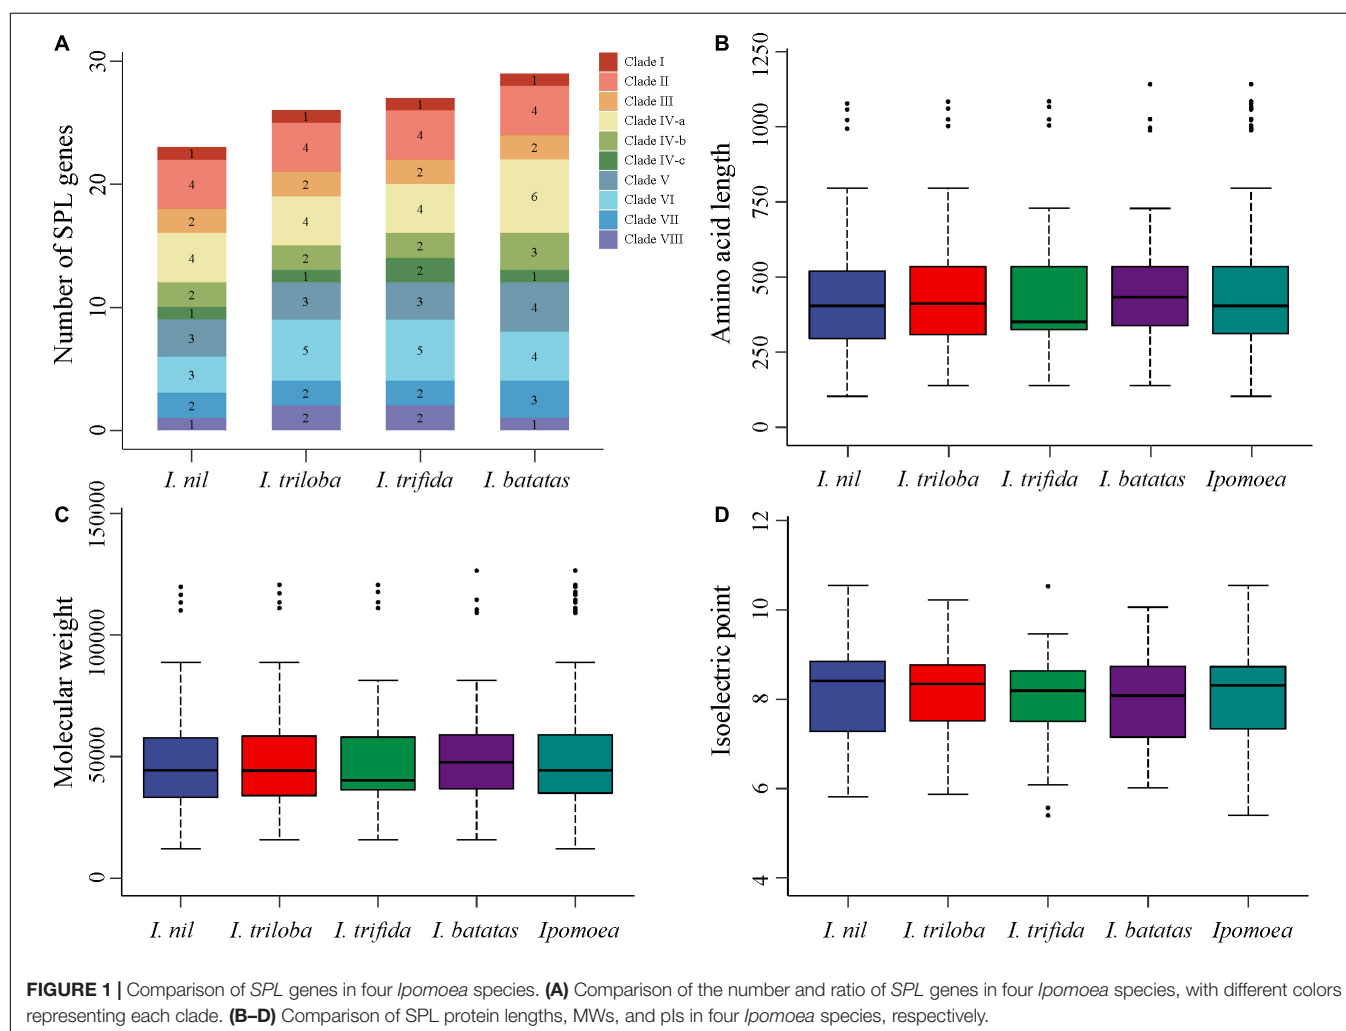 A
Number of SPL genes
30
20
10
0
1
4
2
4
2
1
3
3
2
1
1
4
2
4
2
1
3
5
2
2
1
4
2
4
2
2
3
5
2
2
1
4
2
6
3
1
4
4
3
1
I. nil
I. triloba
I. trifida
I. batatas
Clade I
Clade II
Clade III
Clade IV-a
Clade IV-b
Clade IV-c
Clade V
Clade VI
Clade VII
Clade VIII
B
Amino acid length
1250
1000
750
500
250
0
I. nil
I. triloba
I. trifida
I. batatas
Ipomoea
C
Molecular weight
150000
100000
50000
0
I. nil
I. triloba
I. trifida
I. batatas
Ipomoea
D
Isoelectric point
12
10
8
6
4
I. nil
I. triloba
I. trifida
I. batatas
Ipomoea
FIGURE 1 | Comparison of SPL genes in four Ipomoea species. (A) Comparison of the number and ratio of SPL genes in four Ipomoea species, with different colors
representing each clade. (B–D) Comparison of SPL protein lengths, MWs, and pIs in four Ipomoea species, respectively.